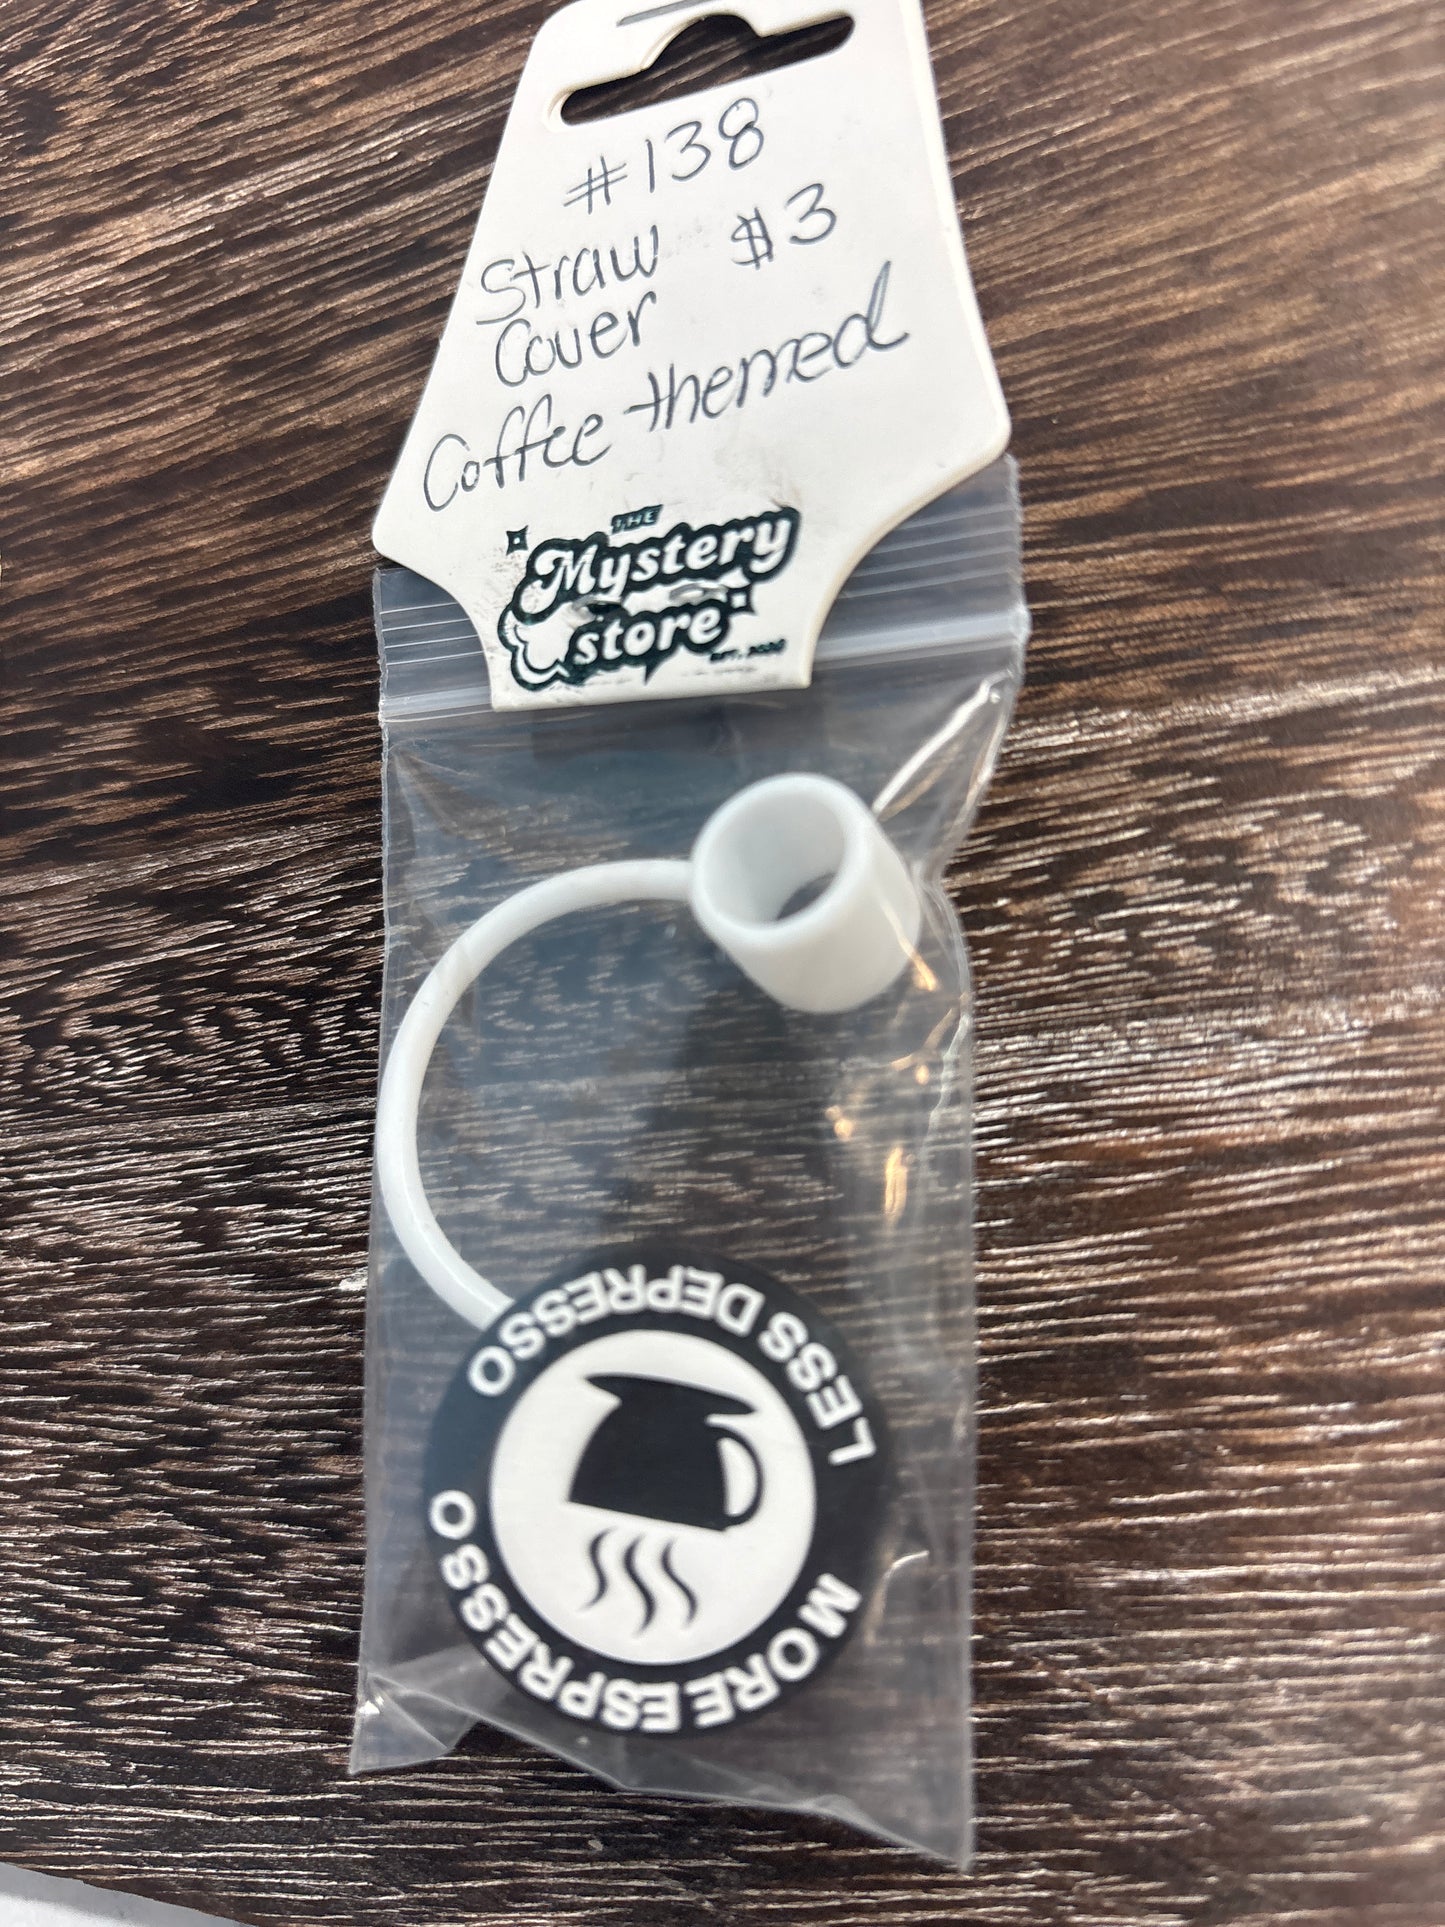 #138
Straw $3
Cover
Coffee themed
THE
Mystery
store
MORE ESPRESSO
LESS DEPRESSO